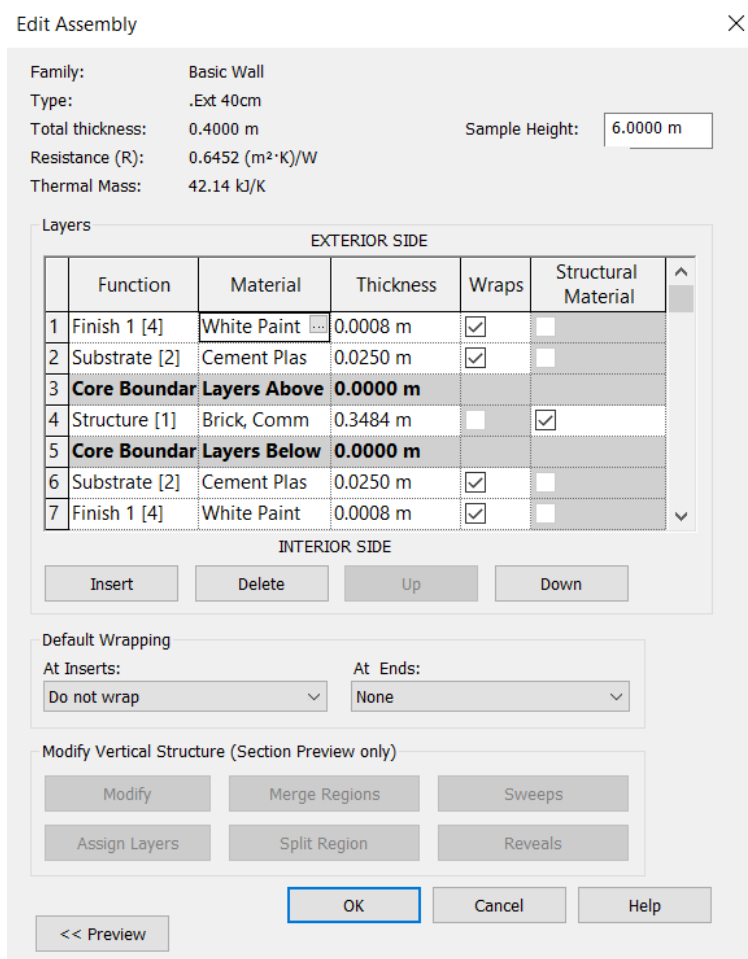 Edit Assembly
Family: Basic Wall
Type: .Ext 40cm
Total thickness: 0.4000 m Sample Height: 6.0000 m
Resistance (R): 0.6452 (m²·K)/W
Thermal Mass: 42.14 kJ/K
Layers
EXTERIOR SIDE
Function Material Thickness Wraps Structural Material
1 Finish 1 [4] White Paint ... 0.0008 m
2 Substrate [2] Cement Plas 0.0250 m
3 Core Boundar Layers Above 0.0000 m
4 Structure [1] Brick, Comm 0.3484 m
5 Core Boundar Layers Below 0.0000 m
6 Substrate [2] Cement Plas 0.0250 m
7 Finish 1 [4] White Paint 0.0008 m
INTERIOR SIDE
Insert Delete Up Down
Default Wrapping
At Inserts: At Ends:
Do not wrap None
Modify Vertical Structure (Section Preview only)
Modify Merge Regions Sweeps
Assign Layers Split Region Reveals
OK Cancel Help
<< Preview